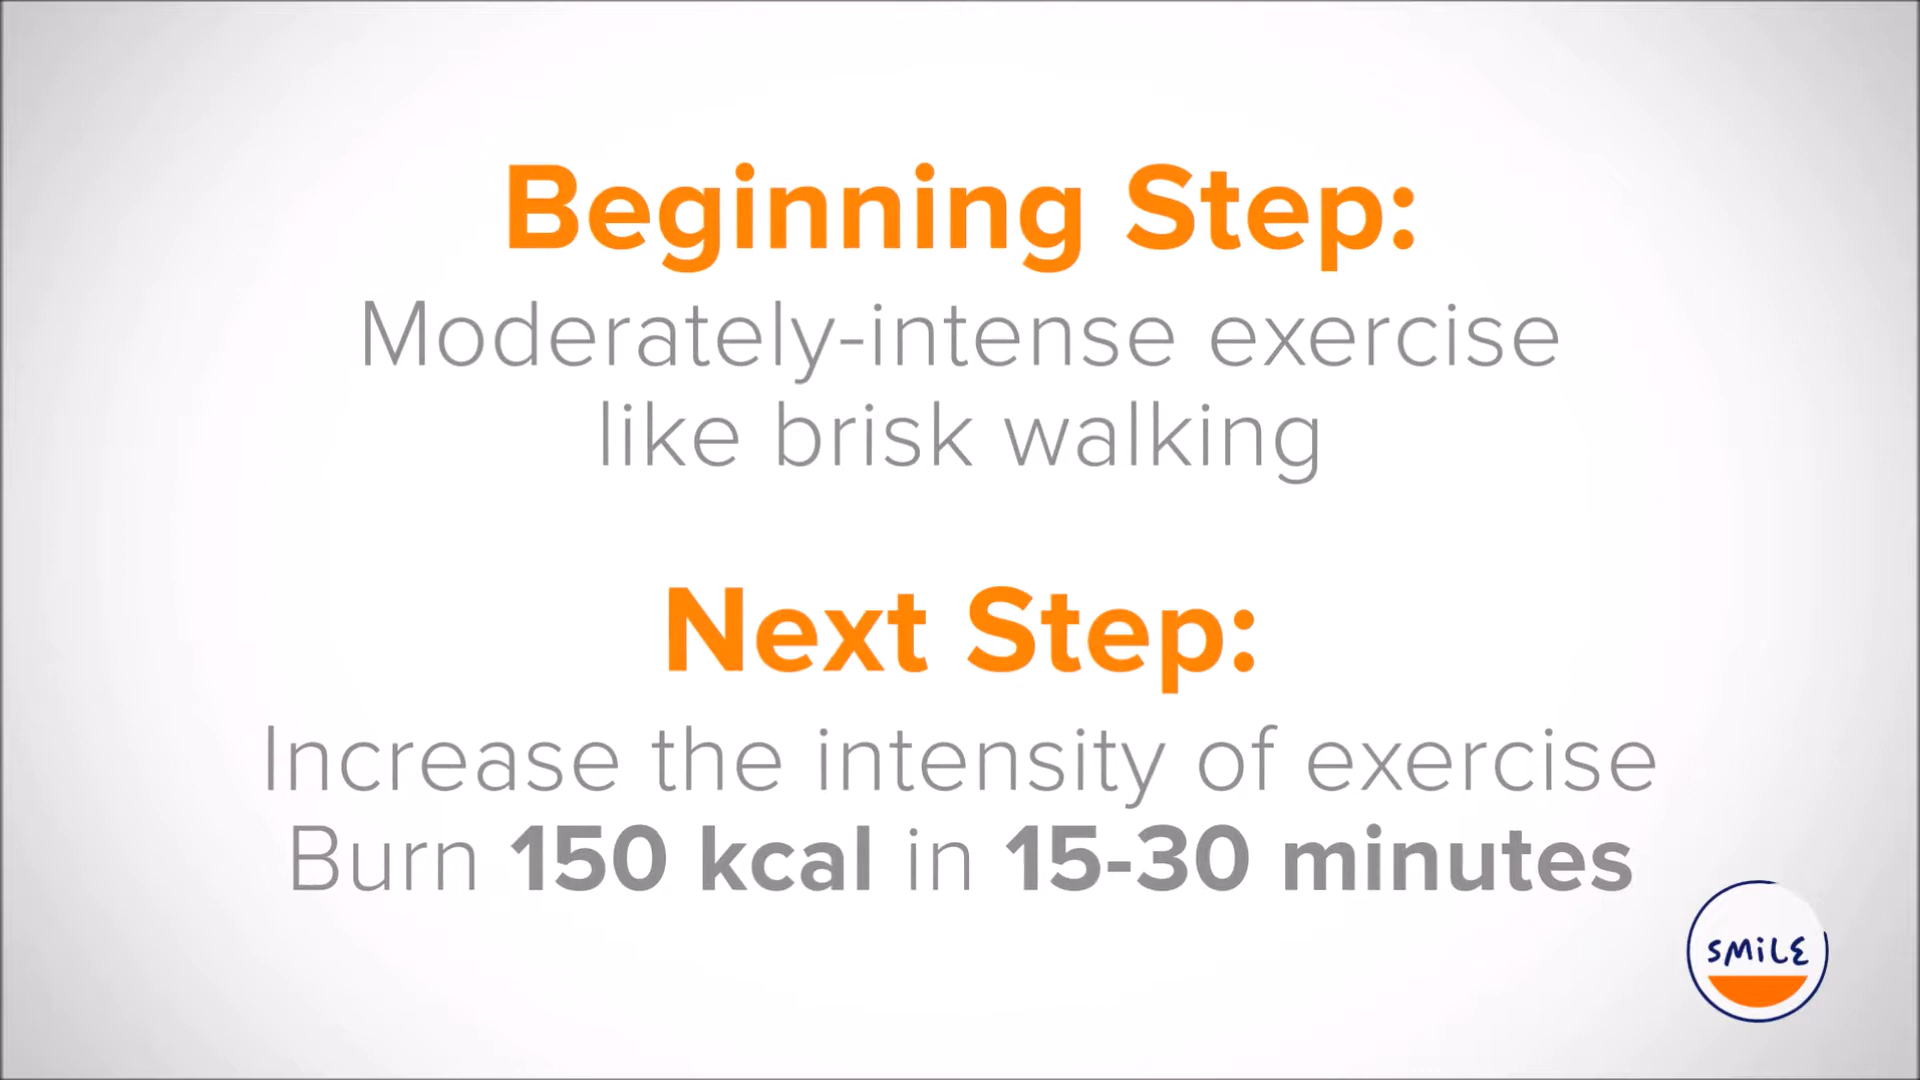 Beginning Step:
Moderately-intense exercise
like brisk walking
Next Step:
Increase the intensity of exercise
Burn 150 kcal in 15-30 minutes
SMiLE